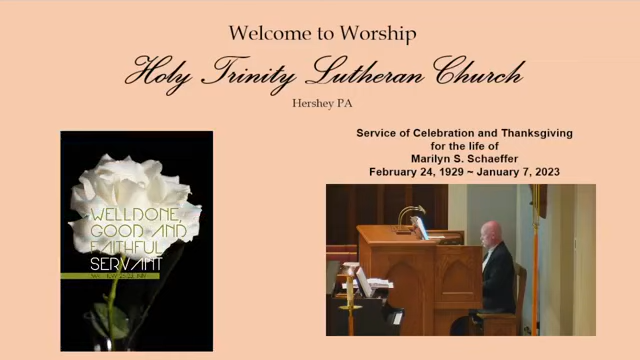 Welcome to Worship
Holy Trinity Lutheran Church
Hershey PA
Service of Celebration and Thanksgiving
for the life of
Marilyn S. Schaeffer
February 24, 1929 ~ January 7, 2023
WELL DONE,
GOOD AND
FAITHFUL
SERVANT